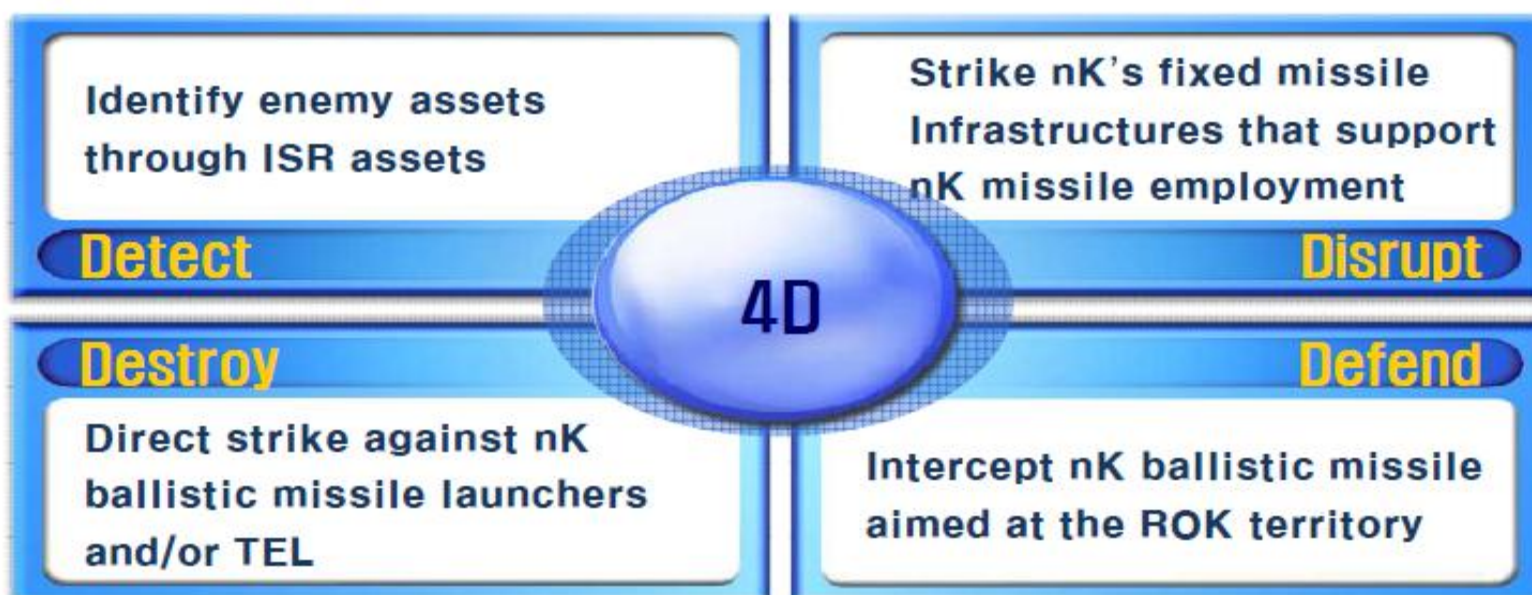 Identify enemy assets
through ISR assets
Detect
Strike nK's fixed missile
Infrastructures that support
nK missile employment
Disrupt
4D
Destroy
Direct strike against nK
ballistic missile launchers
and/or TEL
Defend
Intercept nK ballistic missile
aimed at the ROK territory